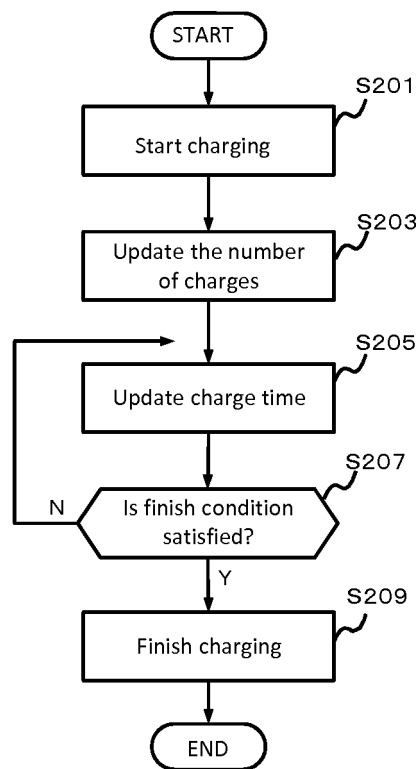 START
S201
Start charging
S203
Update the number
of charges
S205
Update charge time
S207
Is finish condition
satisfied?
N
Y
S209
Finish charging
END